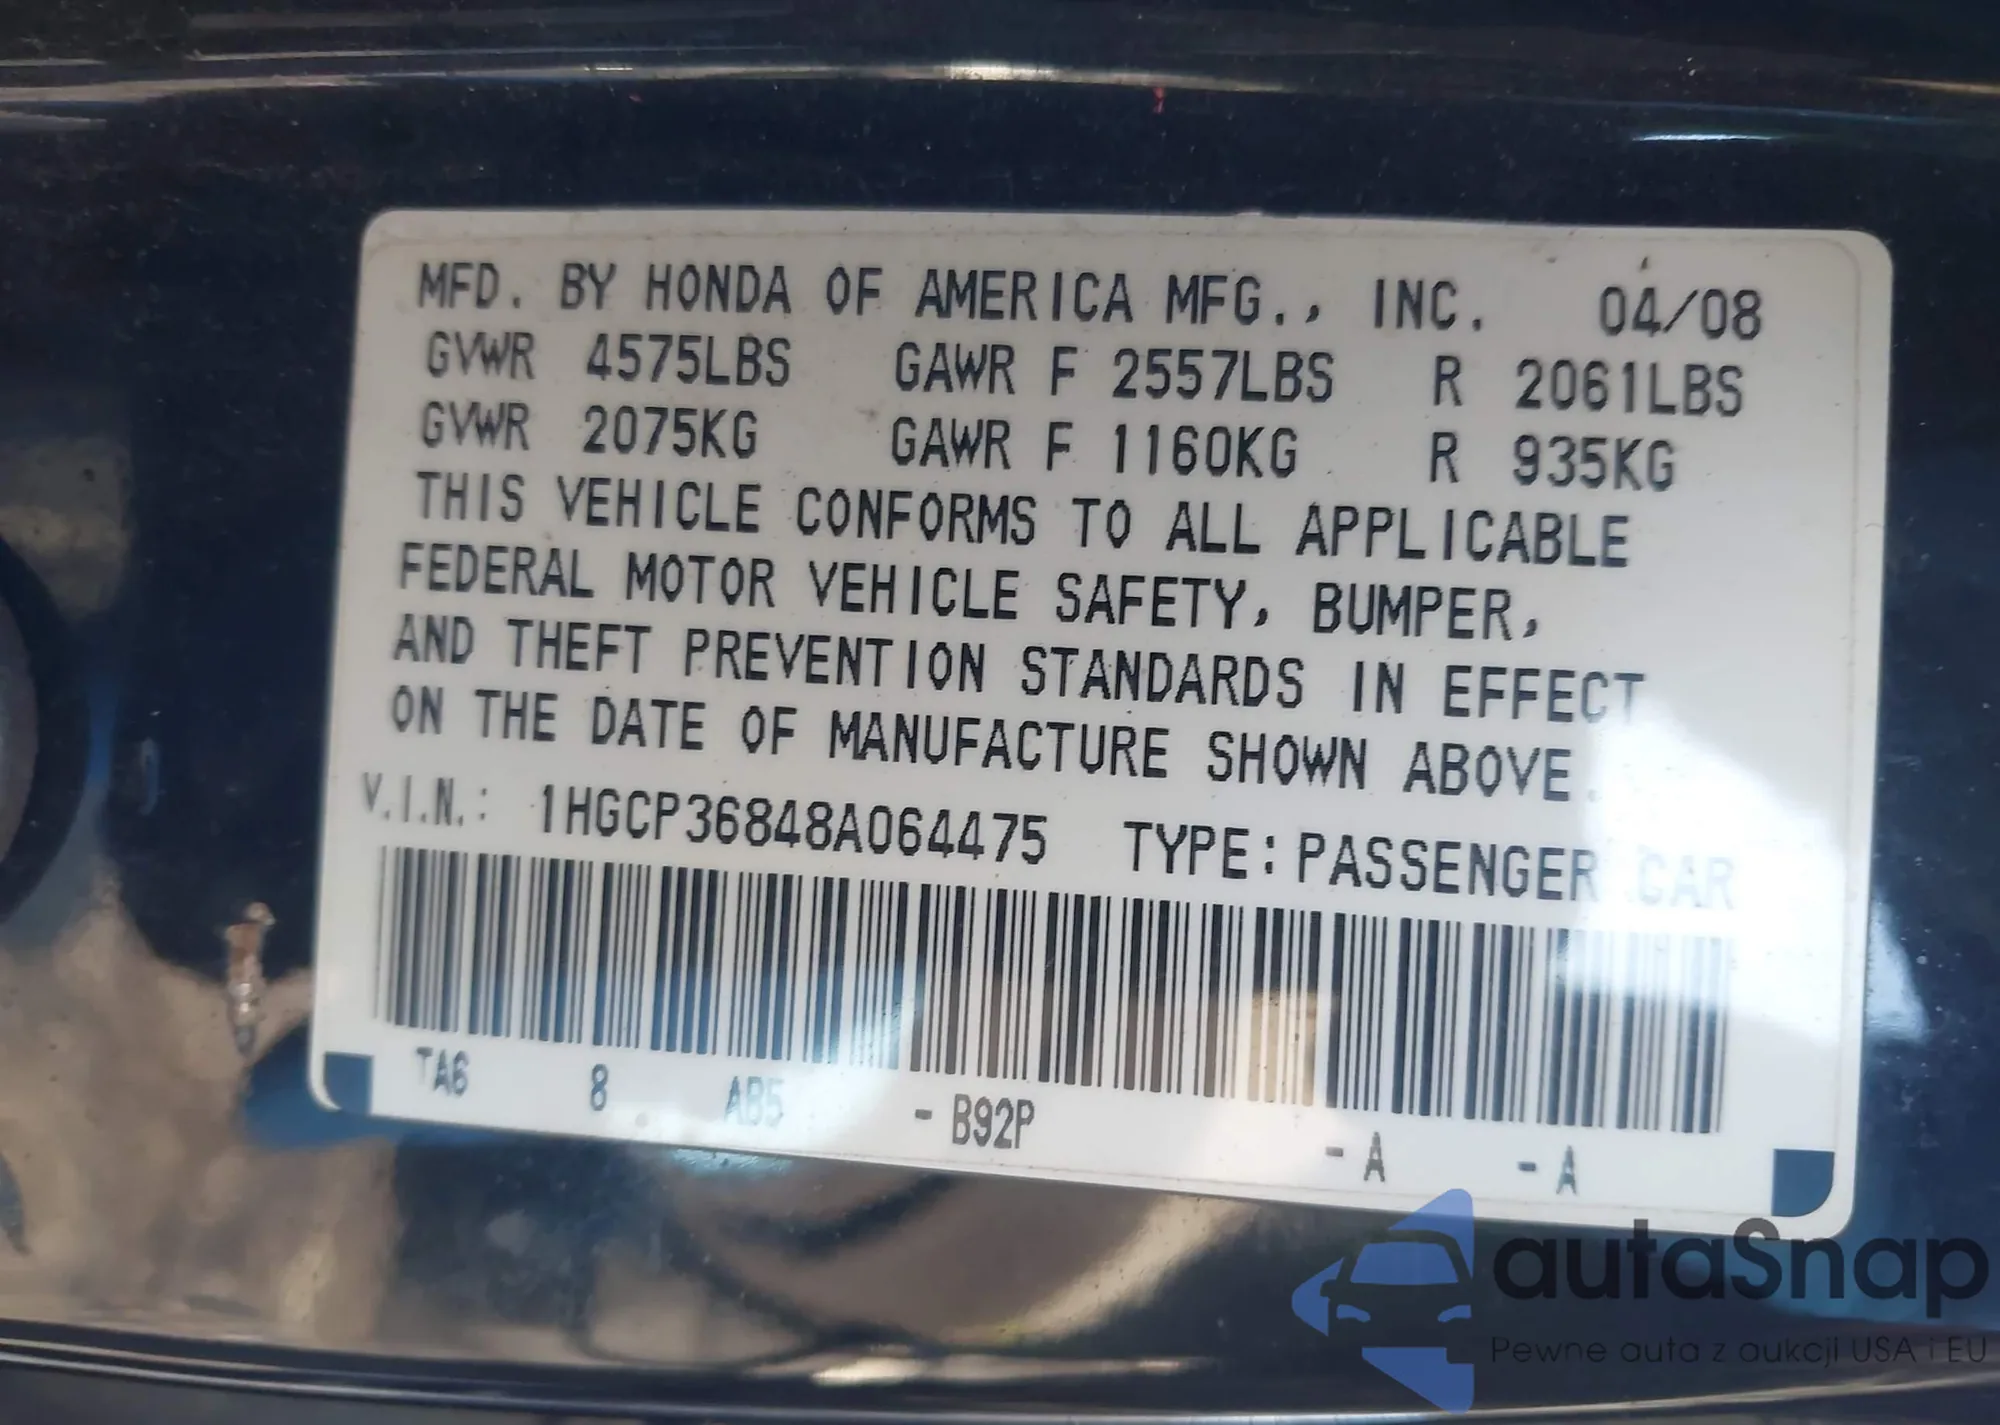 MFD. BY HONDA OF AMERICA MFG., INC. 04/08
GVWR 4575LBS GAWR F 2557LBS R 2061LBS
GVWR 2075KG GAWR F 1160KG R 935KG
THIS VEHICLE CONFORMS TO ALL APPLICABLE
FEDERAL MOTOR VEHICLE SAFETY, BUMPER,
AND THEFT PREVENTION STANDARDS IN EFFECT
ON THE DATE OF MANUFACTURE SHOWN ABOVE.
V.I.N.: 1HGCP36848A064475 TYPE: PASSENGER CAR
TA6 8 AB5 - B92P - A - A
autaSnap
Pewne auta z aukcji USA i EU